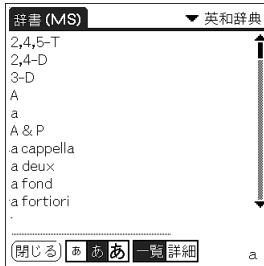 辞書 (MS) ▼ 英和辞典
2,4,5-T
2,4-D
3-D
A
a
A & P
a cappella
a deux
a fond
a fortiori
閉じる あ あ あ 一覧 詳細 a